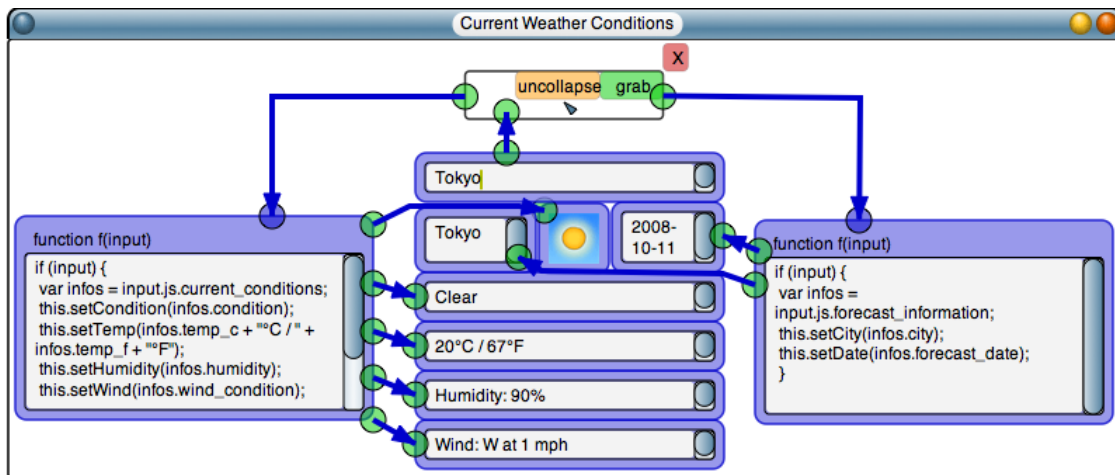 Current Weather Conditions
X
uncollapse
grab
Tokyo
Tokyo
2008-
10-11
Clear
20°C / 67°F
Humidity: 90%
Wind: W at 1 mph
function f(input)
if (input) {
var infos = input.js.current_conditions;
this.setCondition(infos.condition);
this.setTemp(infos.temp_c + "°C / " +
infos.temp_f + "°F");
this.setHumidity(infos.humidity);
this.setWind(infos.wind_condition);
function f(input)
if (input) {
var infos =
input.js.forecast_information;
this.setCity(infos.city);
this.setDate(infos.forecast_date);
}